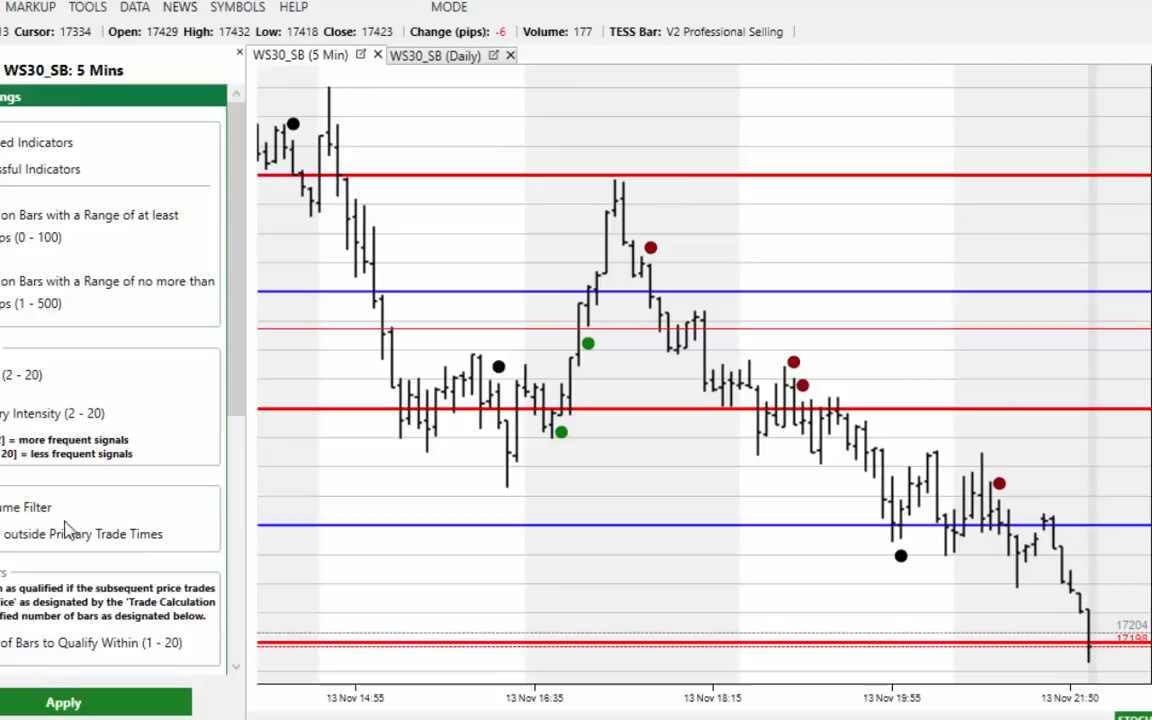 MARKUP TOOLS DATA NEWS SYMBOLS HELP MODE
13 Cursor: 17334 Open: 17429 High: 17432 Low: 17418 Close: 17423 Change (pips): -6 Volume: 177 TESS Bar: V2 Professional Selling
WS30_SB (5 Min) WS30_SB (Daily)
WS30_SB: 5 Mins
ngs
ed Indicators
ssful Indicators
on Bars with a Range of at least
ps (0 - 100)
on Bars with a Range of no more than
ps (1 - 500)
(2 - 20)
ry Intensity (2 - 20)
] = more frequent signals
20] = less frequent signals
ume Filter
outside Primary Trade Times
rs
n as qualified if the subsequent price trades
ice' as designated by the 'Trade Calculation
fied number of bars as designated below.
of Bars to Qualify Within (1 - 20)
Apply
17204
17198
13 Nov 14:55 13 Nov 16:35 13 Nov 18:15 13 Nov 19:55 13 Nov 21:50